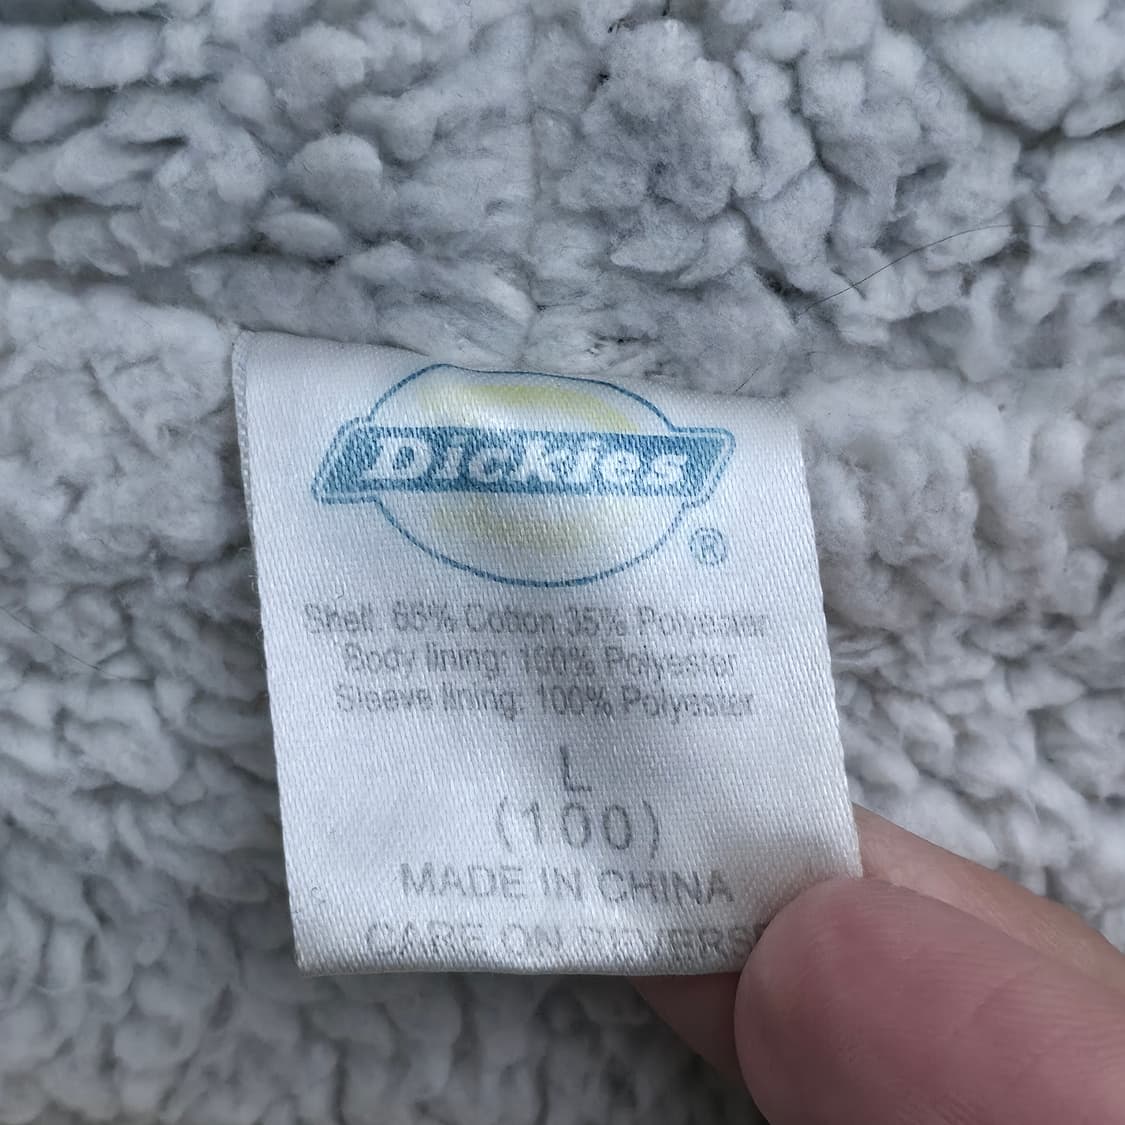 Dickies
®
Shell: 65% Cotton 35% Polyester
Body lining: 100% Polyester
Sleeve lining: 100% Polyester
L
(100)
MADE IN CHINA
CARE ON REVERS